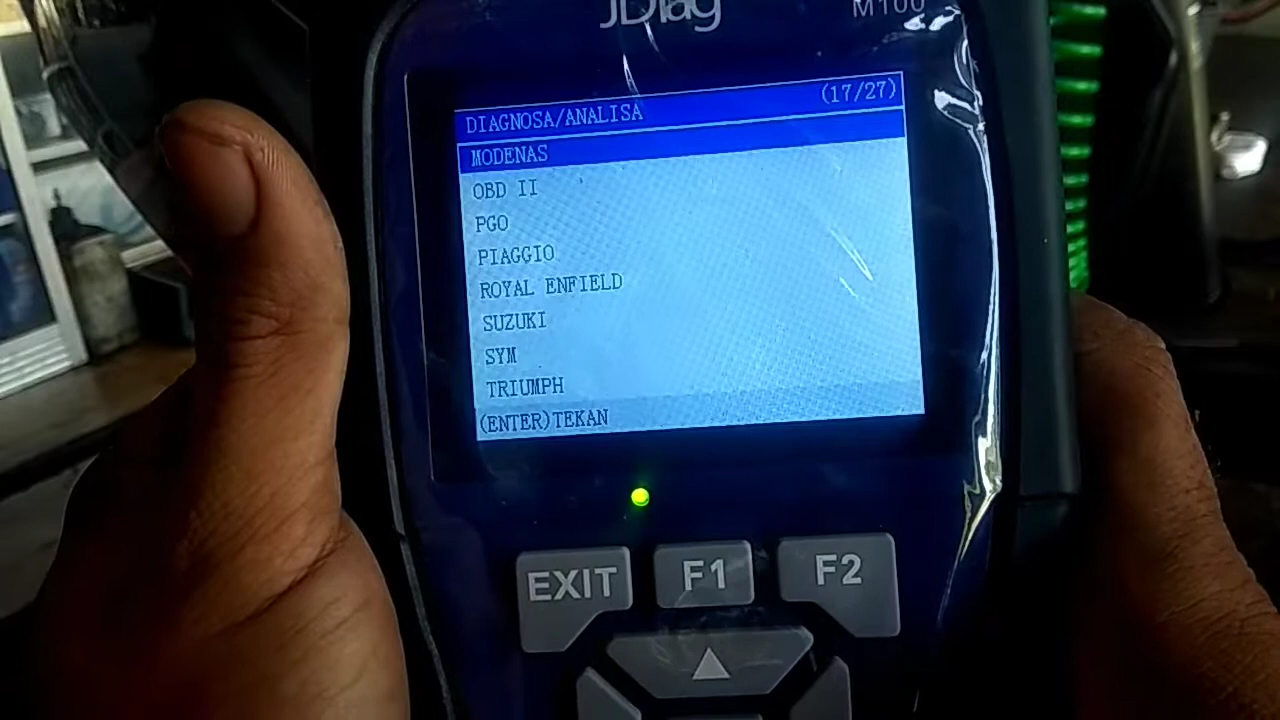 JDiag
M100
DIAGNOSA/ANALISA (17/27)
MODENAS
OBD II
PGO
PIAGGIO
ROYAL ENFIELD
SUZUKI
SYM
TRIUMPH
(ENTER)TEKAN
EXIT
F1
F2